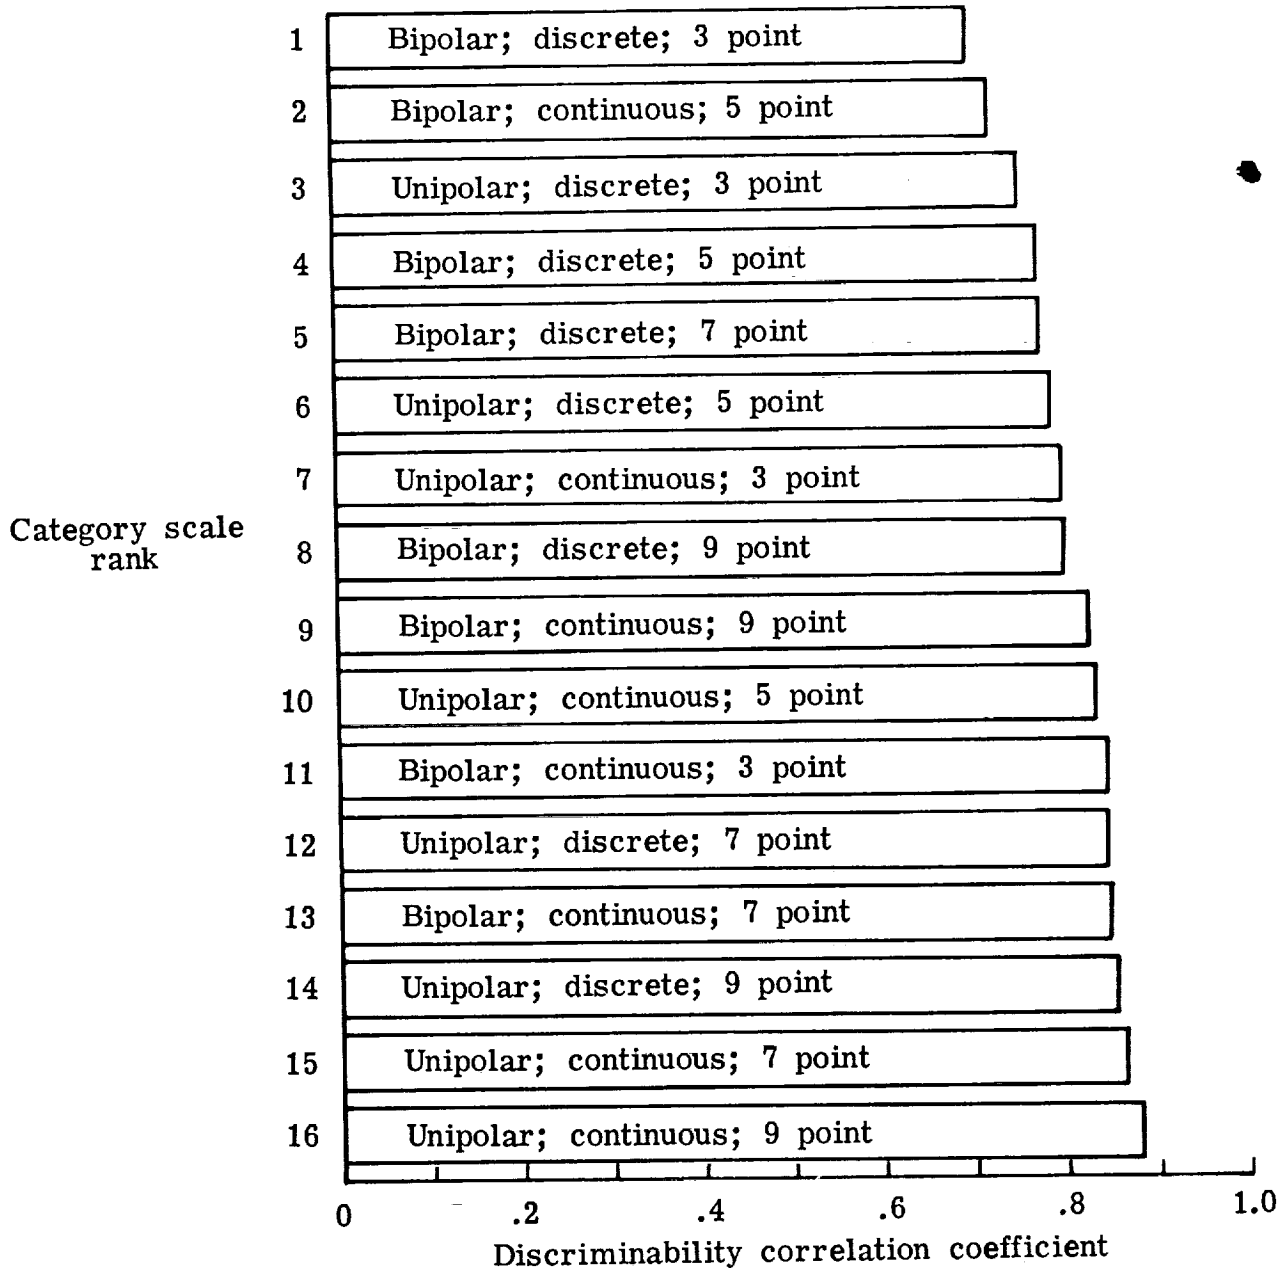 1 Bipolar; discrete; 3 point
2 Bipolar; continuous; 5 point
3 Unipolar; discrete; 3 point
4 Bipolar; discrete; 5 point
5 Bipolar; discrete; 7 point
6 Unipolar; discrete; 5 point
7 Unipolar; continuous; 3 point
Category scale
rank
8 Bipolar; discrete; 9 point
9 Bipolar; continuous; 9 point
10 Unipolar; continuous; 5 point
11 Bipolar; continuous; 3 point
12 Unipolar; discrete; 7 point
13 Bipolar; continuous; 7 point
14 Unipolar; discrete; 9 point
15 Unipolar; continuous; 7 point
16 Unipolar; continuous; 9 point
0 .2 .4 .6 .8 1.0
Discriminability correlation coefficient